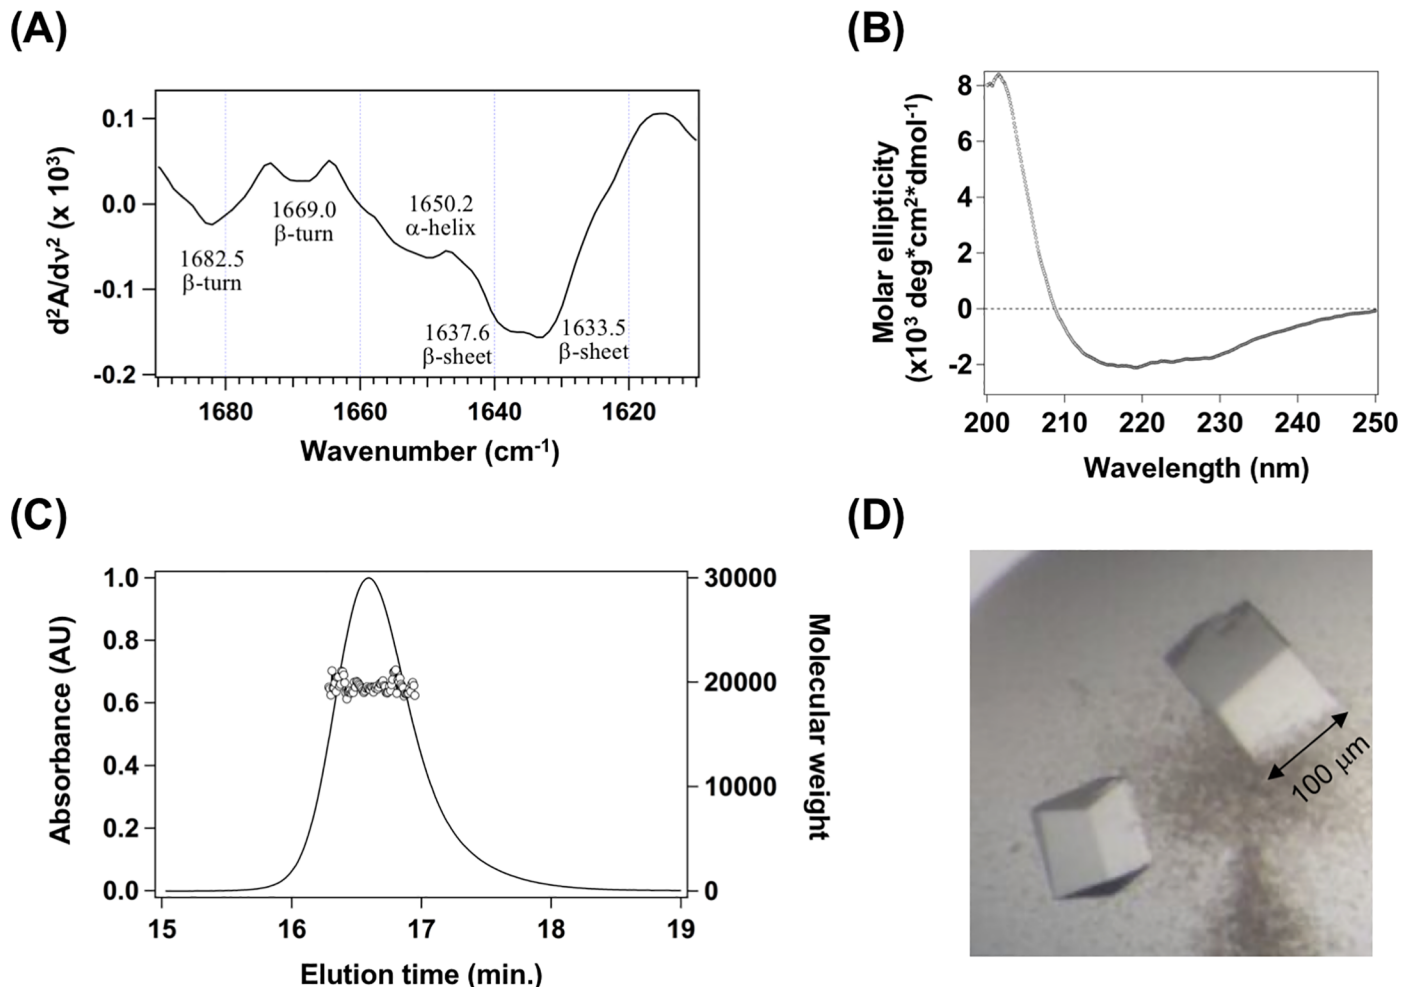 (A)
0.1
0.0
-0.1
-0.2
d²A/dν² (x 10³)
1682.5
β-turn
1669.0
β-turn
1650.2
α-helix
1637.6
β-sheet
1633.5
β-sheet
1680
1660
1640
1620
Wavenumber (cm⁻¹)
(B)
8
6
4
2
0
-2
Molar ellipticity
(x10³ deg*cm²*dmol⁻¹)
200
210
220
230
240
250
Wavelength (nm)
(C)
1.0
0.8
0.6
0.4
0.2
0.0
Absorbance (AU)
30000
20000
10000
0
Molecular weight
15
16
17
18
19
Elution time (min.)
(D)
100 μm